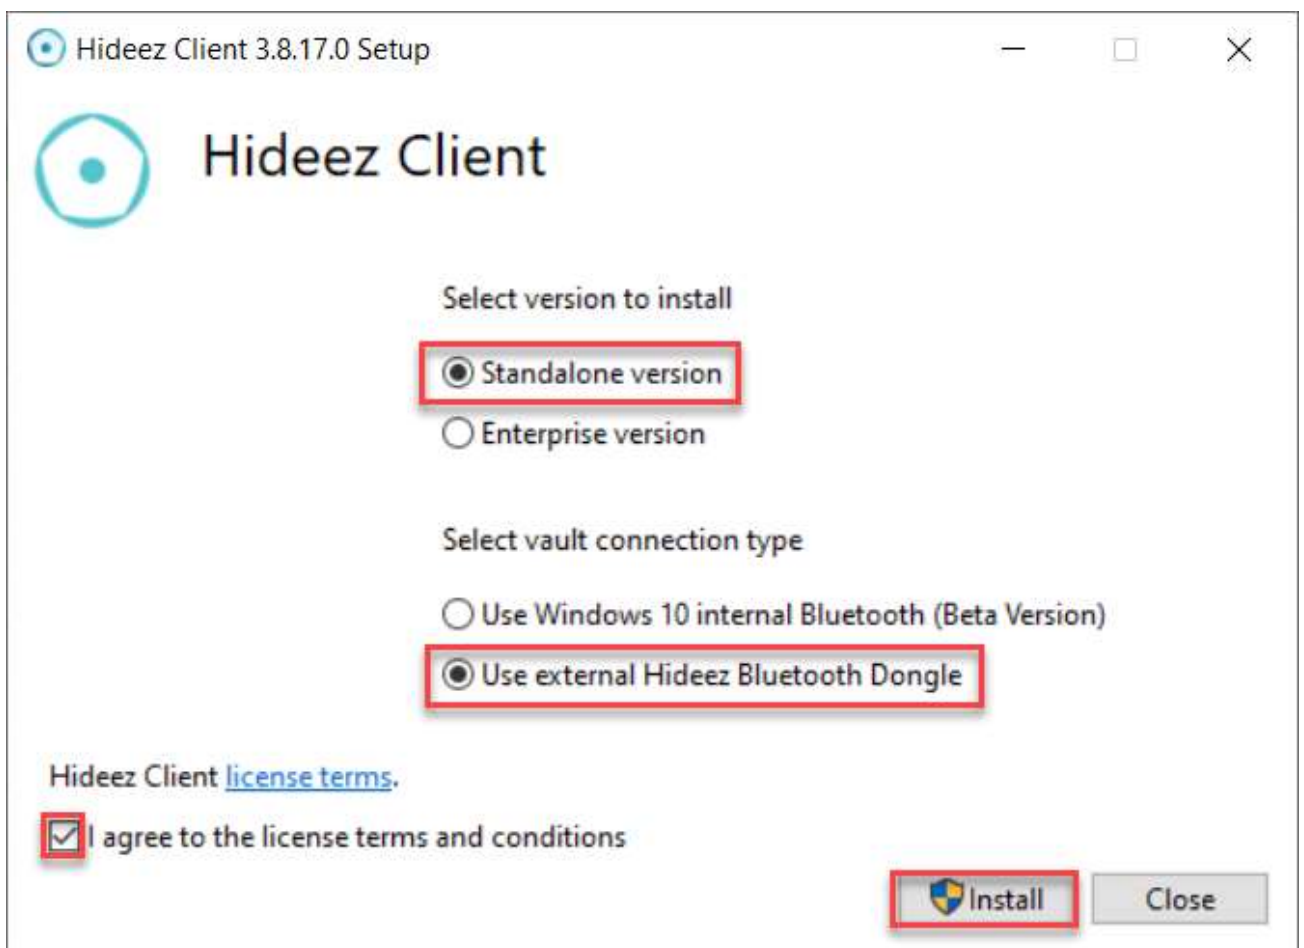 Hideez Client 3.8.17.0 Setup
Hideez Client
Select version to install
Standalone version
Enterprise version
Select vault connection type
Use Windows 10 internal Bluetooth (Beta Version)
Use external Hideez Bluetooth Dongle
Hideez Client license terms.
I agree to the license terms and conditions
Install Close